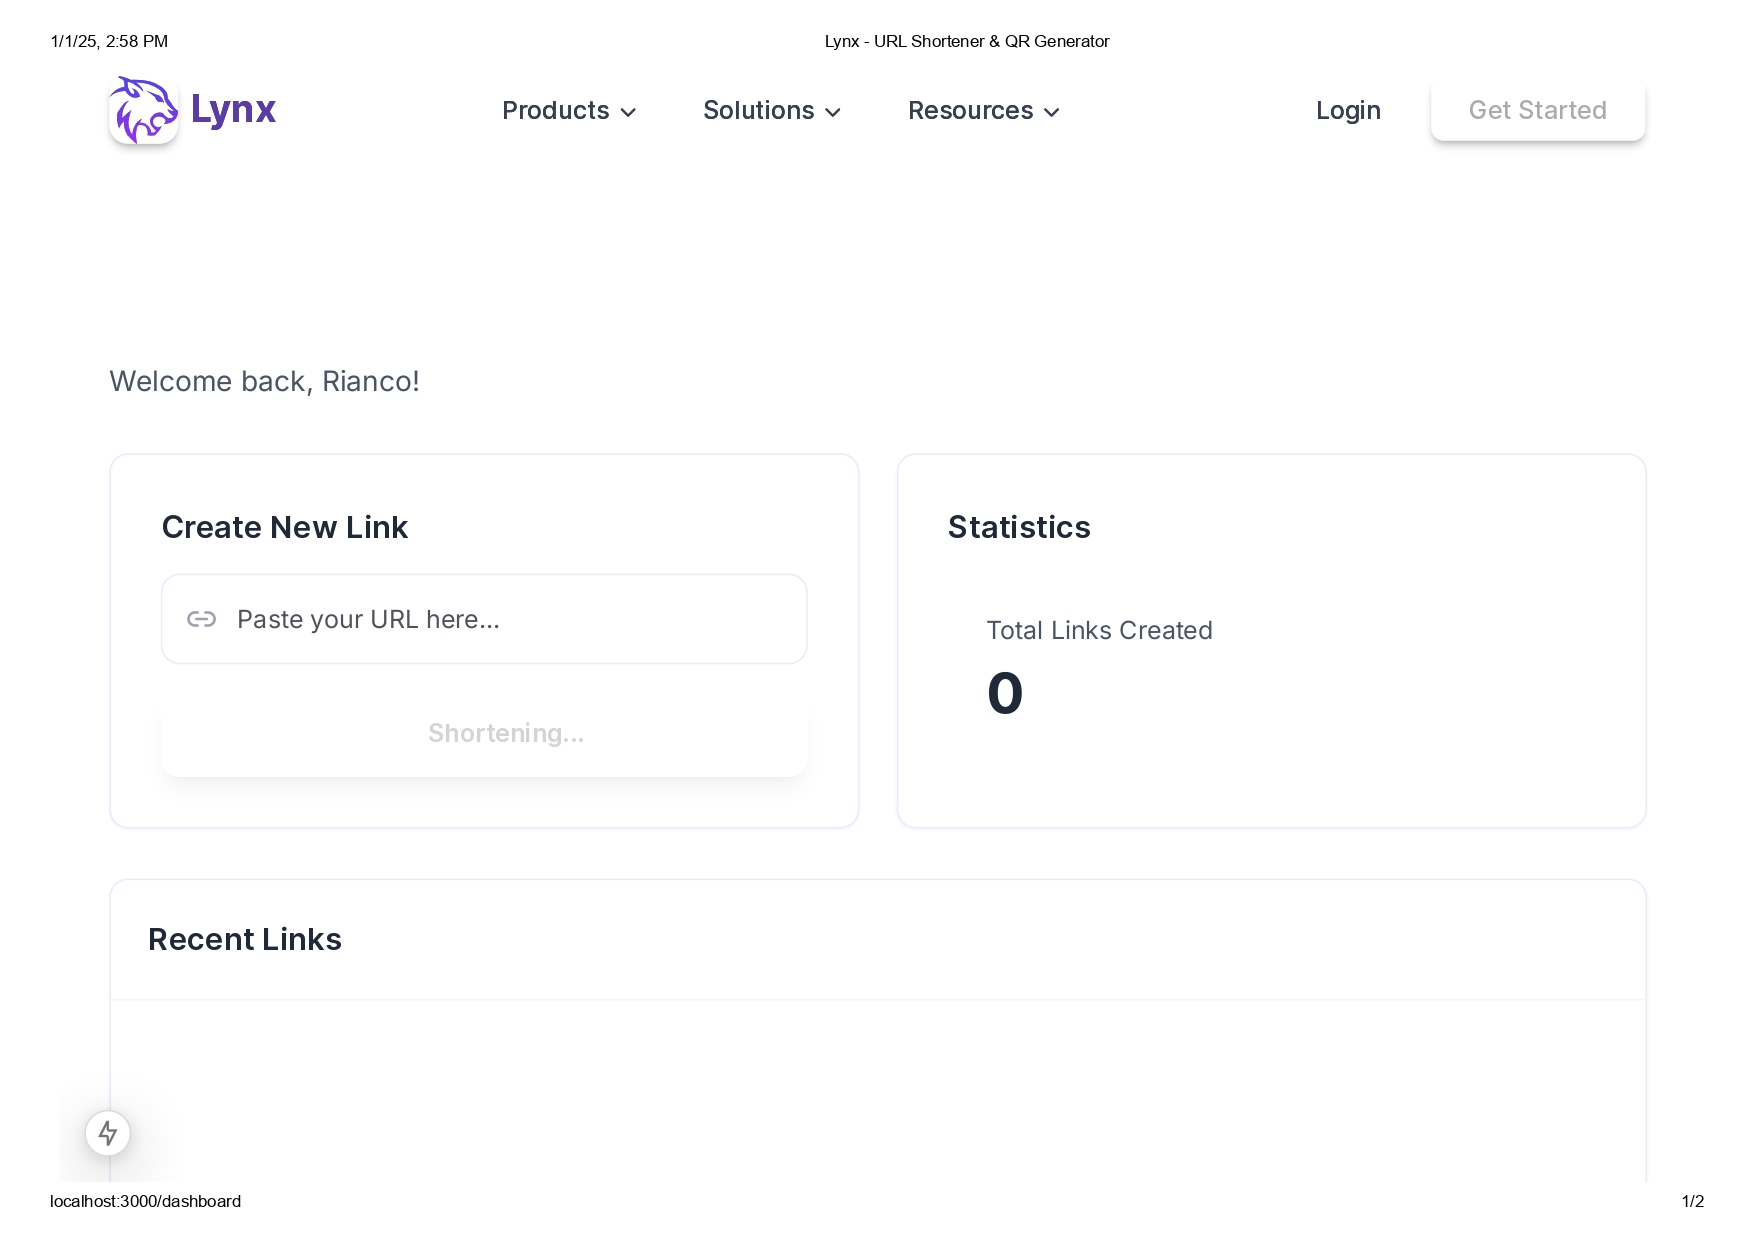 1/1/25, 2:58 PM
Lynx - URL Shortener & QR Generator
Lynx
Products
Solutions
Resources
Login
Get Started
Welcome back, Rianco!
Create New Link
Paste your URL here...
Shortening...
Statistics
Total Links Created
0
Recent Links
localhost:3000/dashboard
1/2